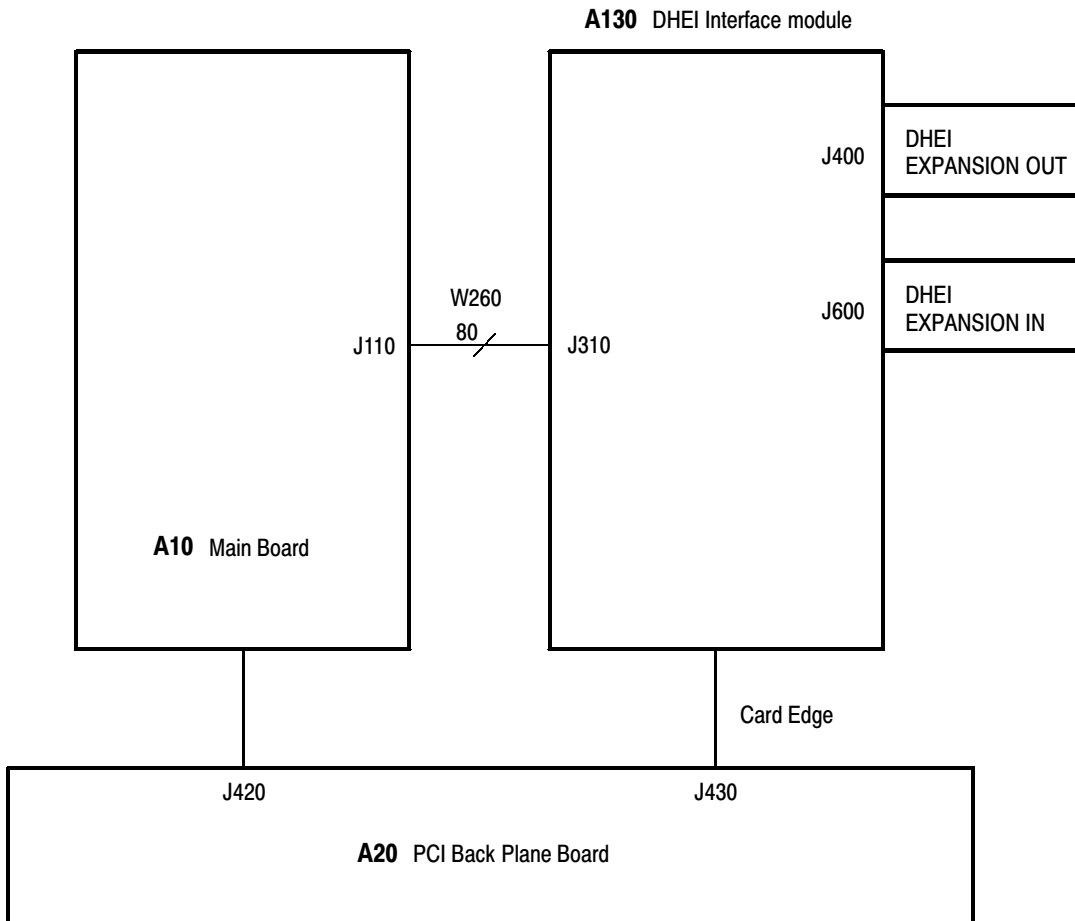 A130 DHEI Interface module
J400
DHEI
EXPANSION OUT
W260
80
J110
J310
J600
DHEI
EXPANSION IN
A10 Main Board
Card Edge
J420
J430
A20 PCI Back Plane Board